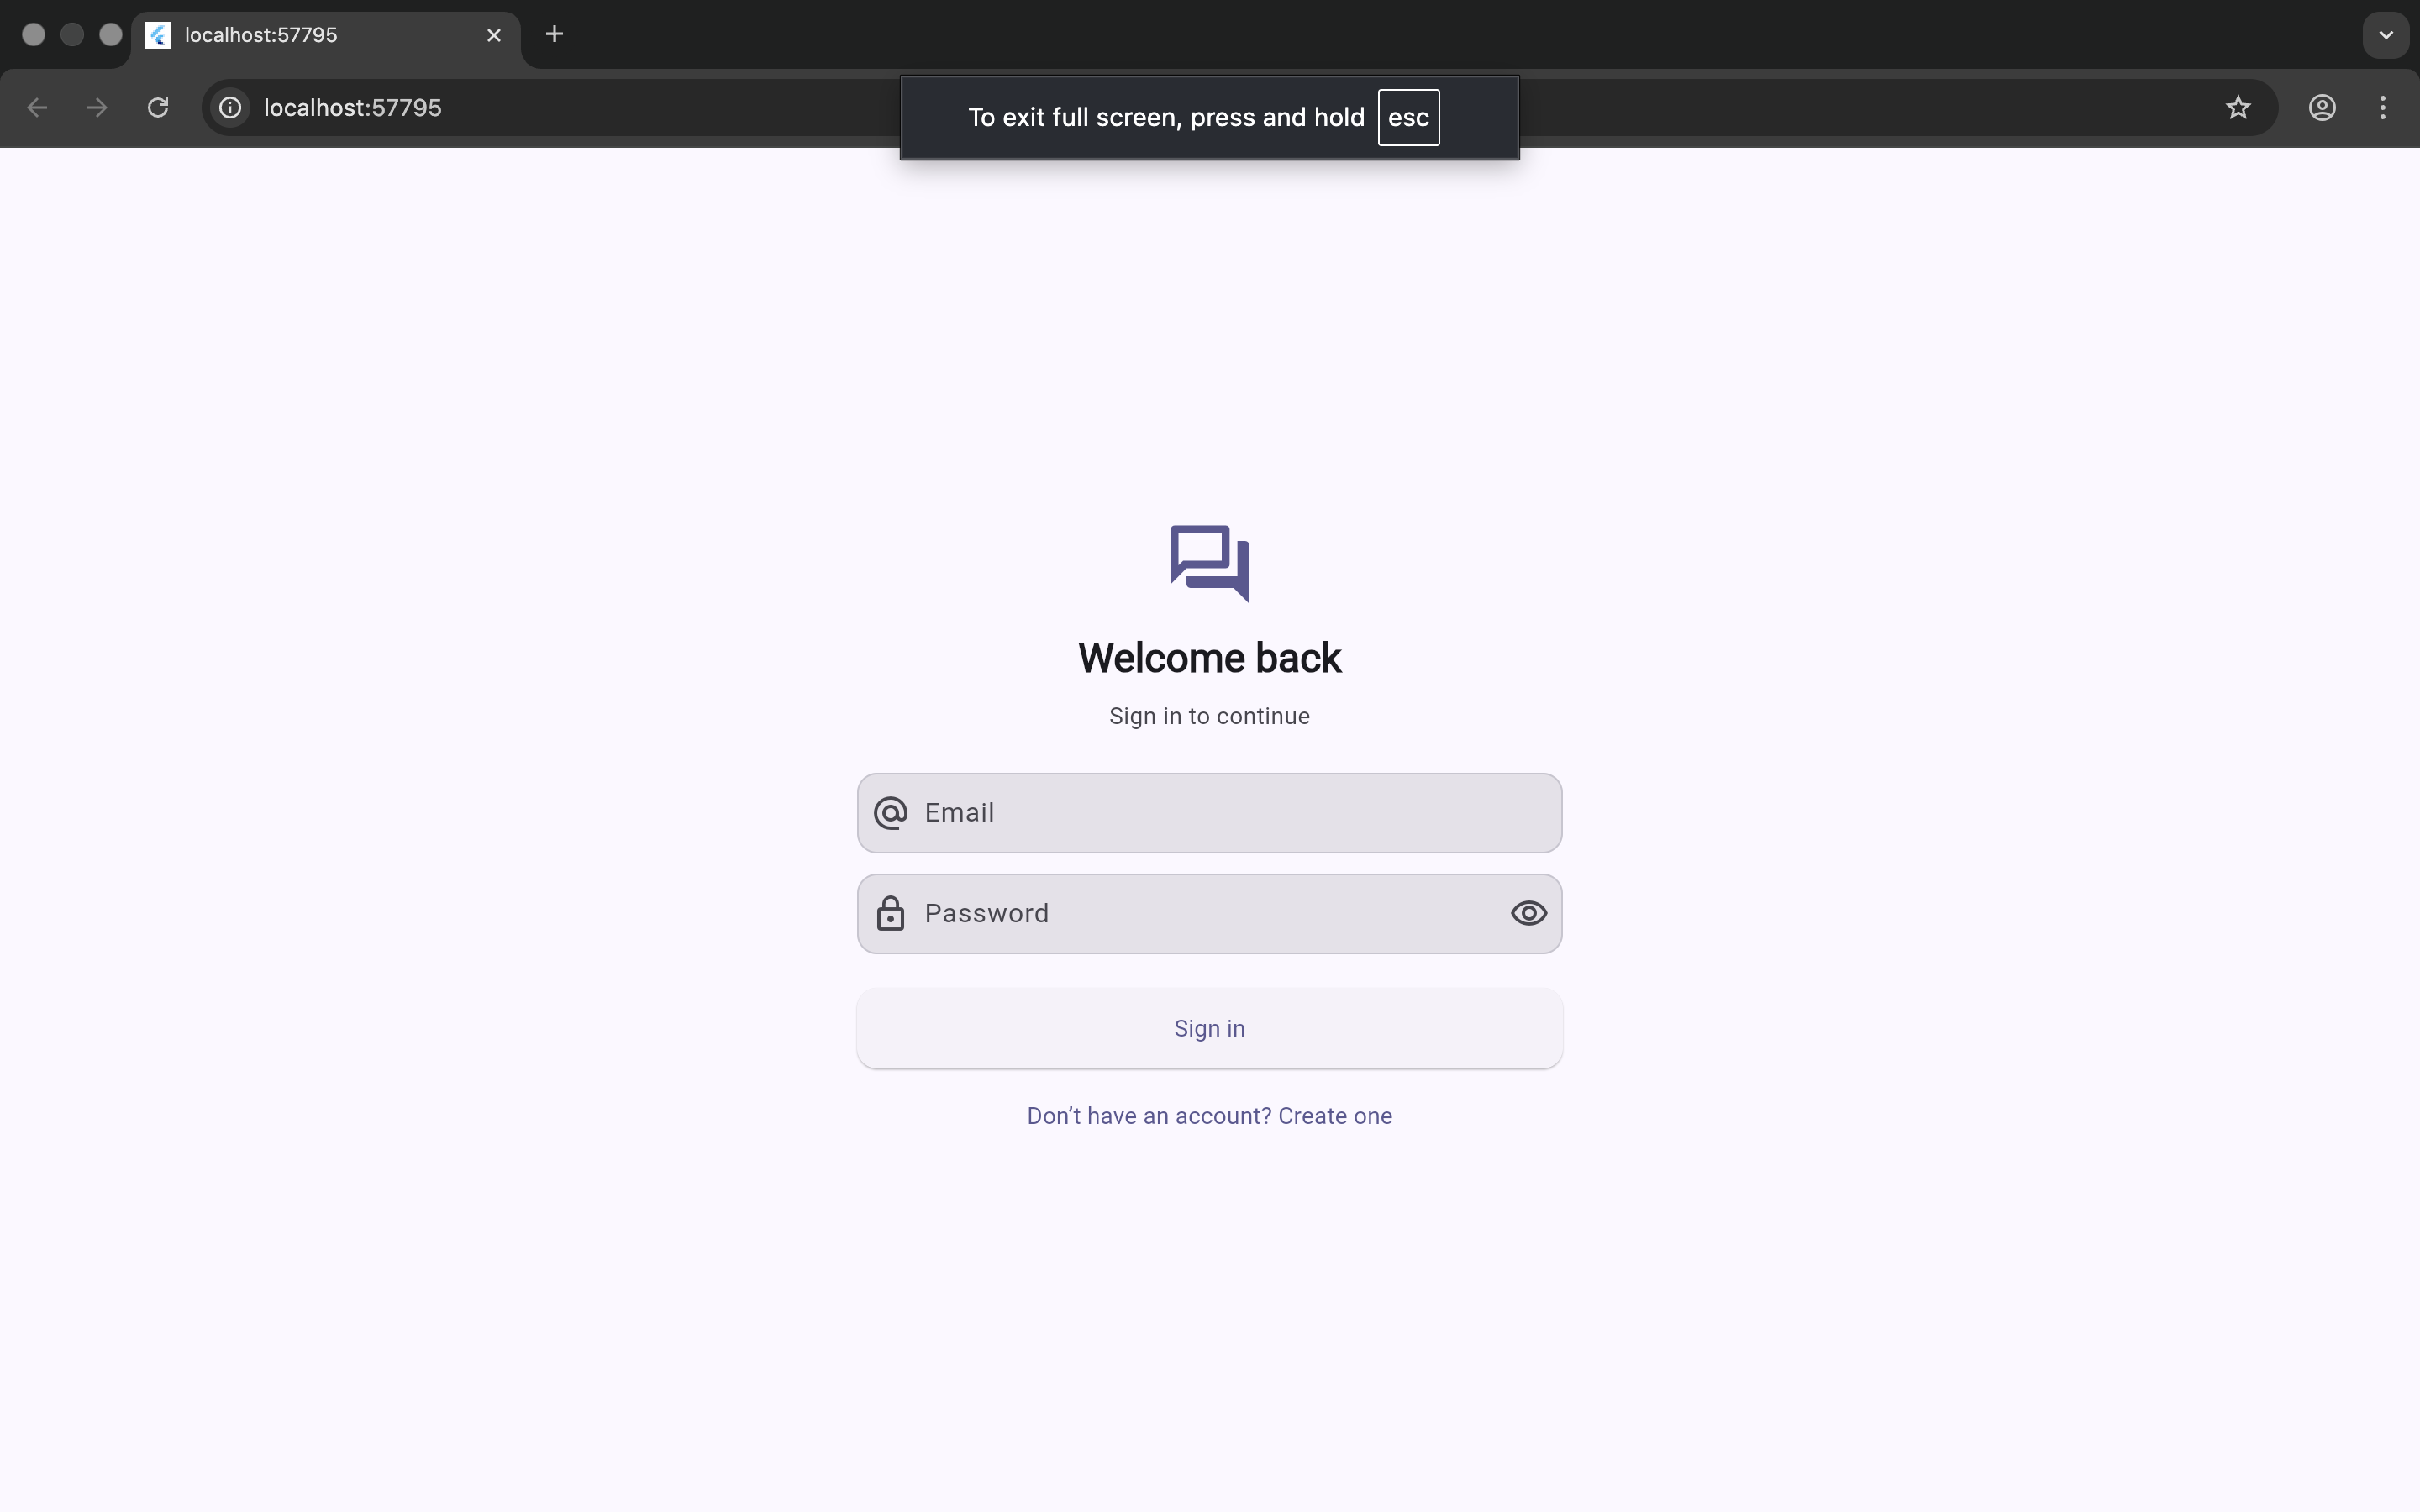 localhost:57795
localhost:57795
To exit full screen, press and hold esc
Welcome back
Sign in to continue
Email
Password
Sign in
Don’t have an account? Create one